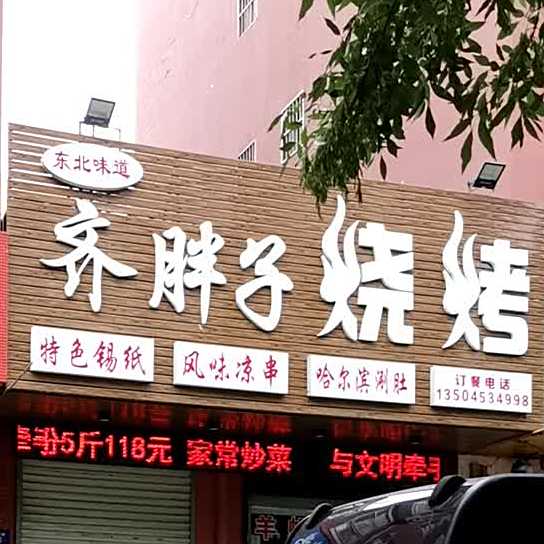 东北味道
齐胖子烧烤
特色锡纸
风味凉串
哈尔滨涮肚
订餐电话
13504534998
5斤118元 家常炒菜 与文明牵手
羊